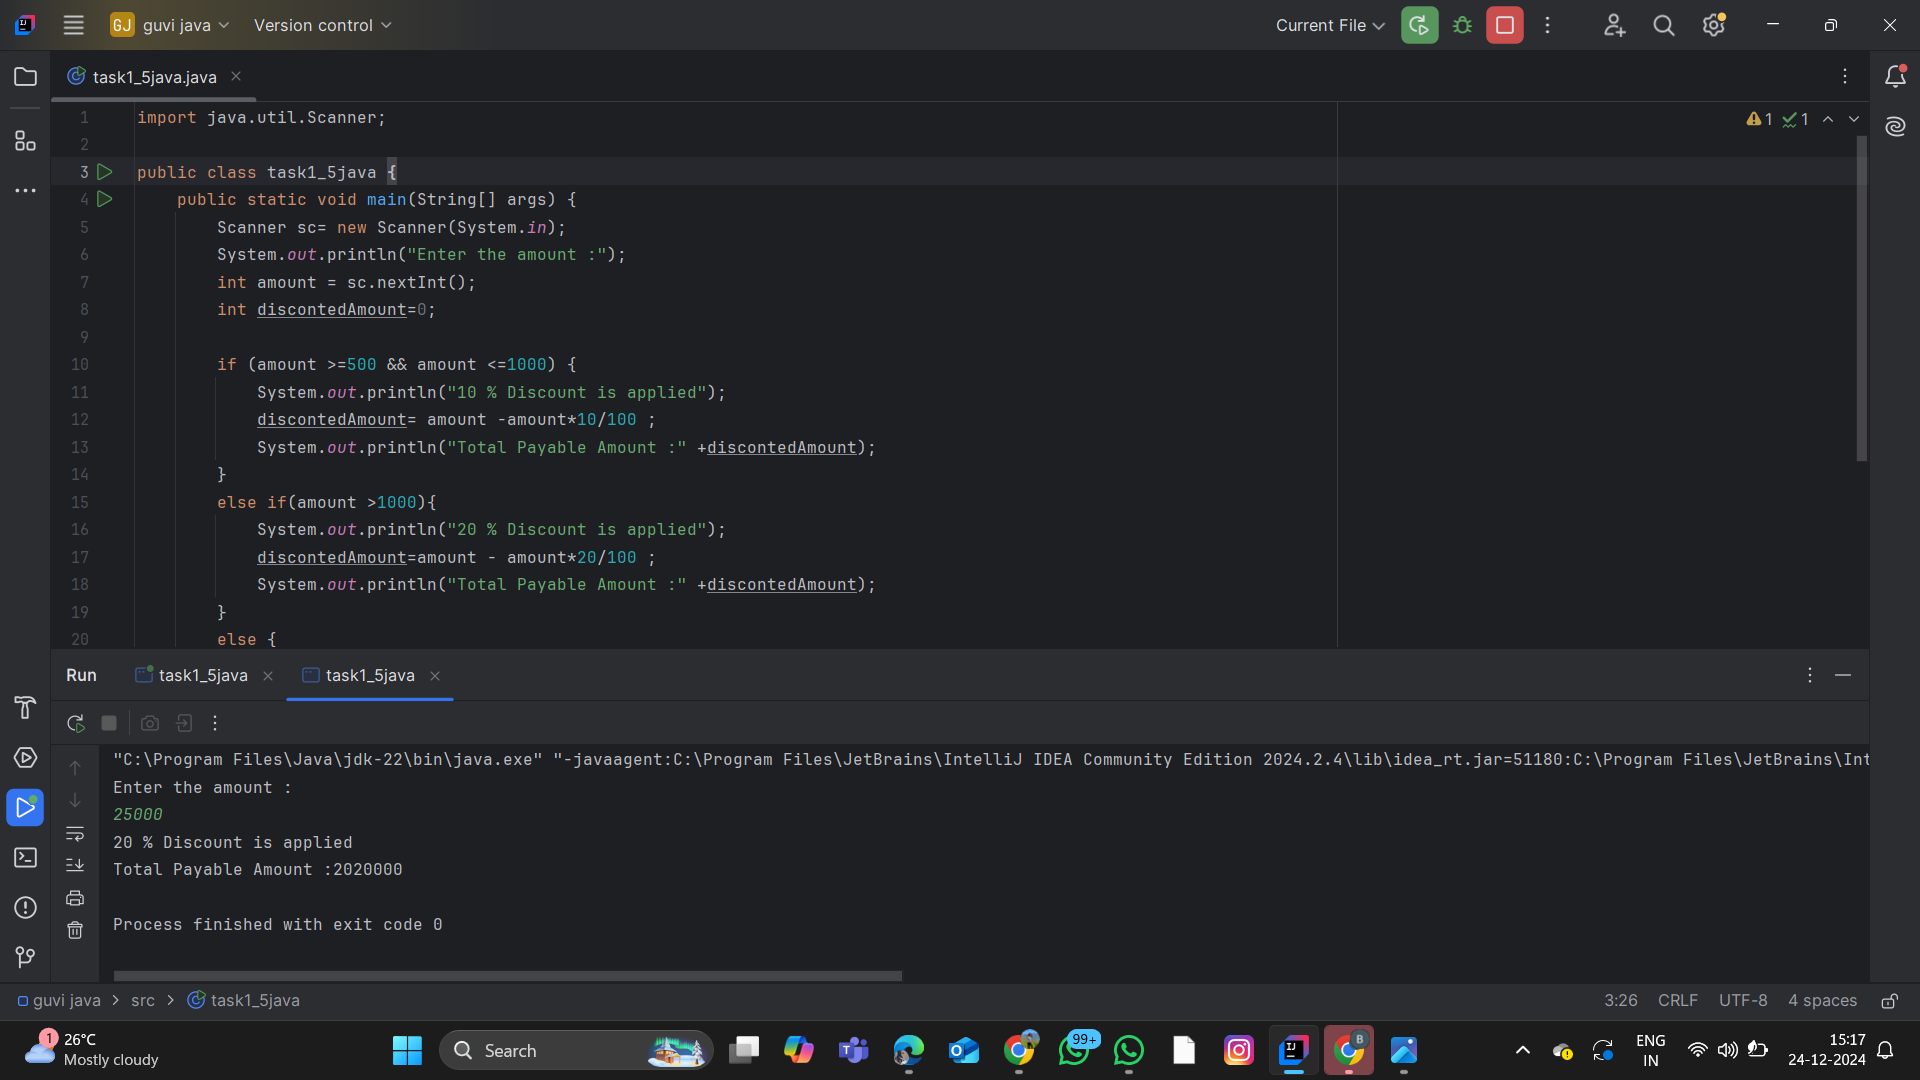 GJ guvi java Version control Current File
task1_5java.java
1 import java.util.Scanner; 1 1
2
3 public class task1_5java {
4 public static void main(String[] args) {
5 Scanner sc= new Scanner(System.in);
6 System.out.println("Enter the amount :");
7 int amount = sc.nextInt();
8 int discontedAmount=0;
9
10 if (amount >=500 && amount <=1000) {
11 System.out.println("10 % Discount is applied");
12 discontedAmount= amount -amount*10/100 ;
13 System.out.println("Total Payable Amount :" +discontedAmount);
14 }
15 else if(amount >1000){
16 System.out.println("20 % Discount is applied");
17 discontedAmount=amount - amount*20/100 ;
18 System.out.println("Total Payable Amount :" +discontedAmount);
19 }
20 else {
Run task1_5java task1_5java
"C:\Program Files\Java\jdk-22\bin\java.exe" "-javaagent:C:\Program Files\JetBrains\IntelliJ IDEA Community Edition 2024.2.4\lib\idea_rt.jar=51180:C:\Program Files\JetBrains\Int
Enter the amount :
25000
20 % Discount is applied
Total Payable Amount :2020000
Process finished with exit code 0
guvi java > src > task1_5java 3:26 CRLF UTF-8 4 spaces
1 26°C
Mostly cloudy
Search
99+
ENG
IN
15:17
24-12-2024